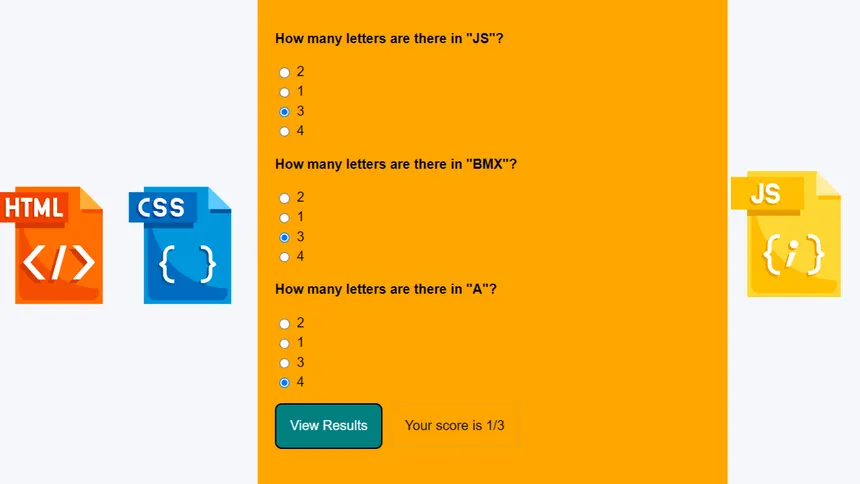 How many letters are there in "JS"?
2
1
3
4
How many letters are there in "BMX"?
2
1
3
4
How many letters are there in "A"?
2
1
3
4
View Results
Your score is 1/3
HTML
</>
CSS
{ }
JS
{;}